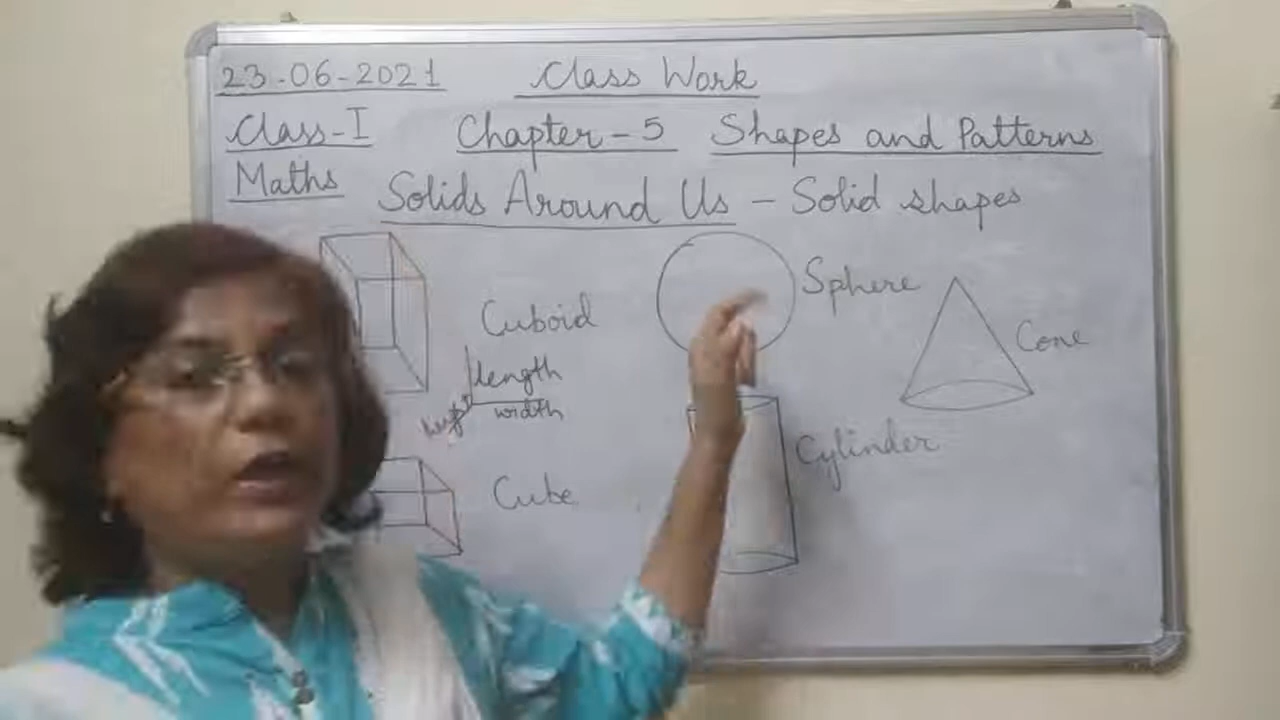 23-06-2021 Class Work
Class-I Chapter-5 Shapes and Patterns
Maths Solids Around Us - Solid shapes
Sphere
Cuboid
Cone
length
width
Cylinder
Cube